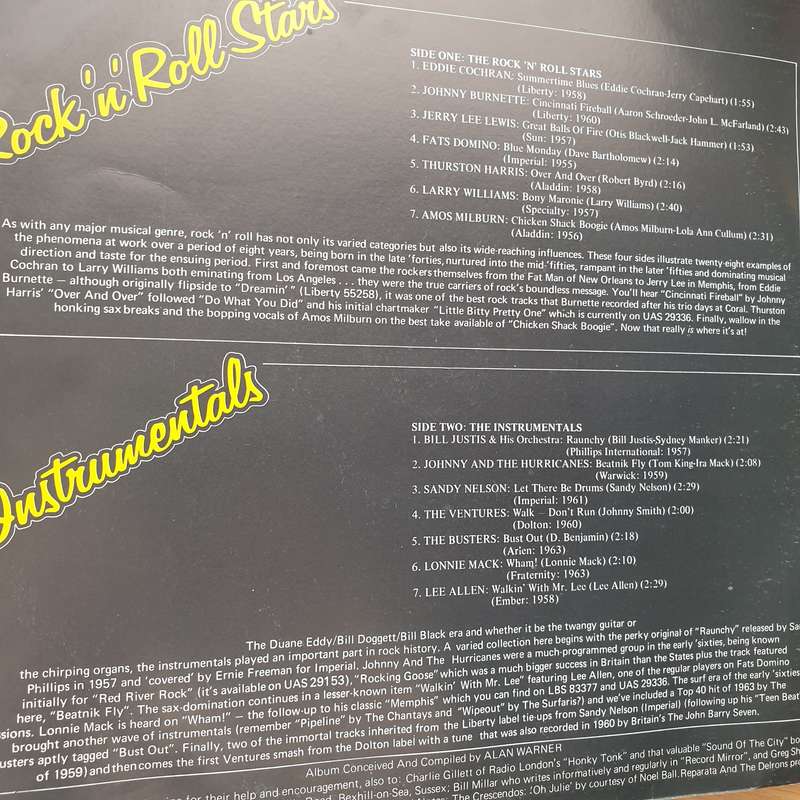 Rock 'n' Roll Stars
SIDE ONE: THE ROCK 'N' ROLL STARS
1. EDDIE COCHRAN: Summertime Blues (Eddie Cochran-Jerry Capehart) (1:55)
(Liberty: 1958)
2. JOHNNY BURNETTE: Cincinnati Fireball (Aaron Schroeder-John L. McFarland) (2:43)
(Liberty: 1960)
3. JERRY LEE LEWIS: Great Balls Of Fire (Otis Blackwell-Jack Hammer) (1:53)
(Sun: 1957)
4. FATS DOMINO: Blue Monday (Dave Bartholomew) (2:14)
(Imperial: 1955)
5. THURSTON HARRIS: Over And Over (Robert Byrd) (2:16)
(Aladdin: 1958)
6. LARRY WILLIAMS: Bony Maronie (Larry Williams) (2:40)
(Specialty: 1957)
7. AMOS MILBURN: Chicken Shack Boogie (Amos Milburn-Lola Ann Cullum) (2:31)
(Aladdin: 1956)
As with any major musical genre, rock 'n' roll has not only its varied categories but also its wide-reaching influences. These four sides illustrate twenty-eight examples of
the phenomena at work over a period of eight years, being born in the late 'forties, nurtured into the mid-'fifties, rampant in the later 'fifties and dominating musical
direction and taste for the ensuing period. First and foremost came the rockers themselves from the Fat Man of New Orleans to Jerry Lee in Memphis, from Eddie
Cochran to Larry Williams both eminating from Los Angeles . . . they were the true carriers of rock's boundless message. You'll hear "Cincinnati Fireball" by Johnny
Burnette — although originally flipside to "Dreamin'" (Liberty 55258), it was one of the best rock tracks that Burnette recorded after his trio days at Coral. Thurston
Harris' "Over And Over" followed "Do What You Did" and his initial chartmaker "Little Bitty Pretty One" which is currently on UAS 29336. Finally, wallow in the
honking sax breaks and the bopping vocals of Amos Milburn on the best take available of "Chicken Shack Boogie". Now that really is where it's at!
Instrumentals
SIDE TWO: THE INSTRUMENTALS
1. BILL JUSTIS & His Orchestra: Raunchy (Bill Justis-Sydney Manker) (2:21)
(Phillips International: 1957)
2. JOHNNY AND THE HURRICANES: Beatnik Fly (Tom King-Ira Mack) (2:08)
(Warwick: 1959)
3. SANDY NELSON: Let There Be Drums (Sandy Nelson) (2:29)
(Imperial: 1961)
4. THE VENTURES: Walk – Don't Run (Johnny Smith) (2:00)
(Dolton: 1960)
5. THE BUSTERS: Bust Out (D. Benjamin) (2:18)
(Arlen: 1963)
6. LONNIE MACK: Wham! (Lonnie Mack) (2:10)
(Fraternity: 1963)
7. LEE ALLEN: Walkin' With Mr. Lee (Lee Allen) (2:29)
(Ember: 1958)
The Duane Eddy/Bill Doggett/Bill Black era and whether it be the twangy guitar or
the chirping organs, the instrumentals played an important part in rock history. A varied collection here begins with the perky original of "Raunchy" released by
Phillips in 1957 and 'covered' by Ernie Freeman for Imperial. Johnny And The Hurricanes were a much-programmed group in the early 'sixties, being known
initially for "Red River Rock" (it's available on UAS 29153), "Rocking Goose" which was a much bigger success in Britain than the States plus the track featured
here, "Beatnik Fly". The sax-domination continues in a lesser-known item "Walkin' With Mr. Lee" featuring Lee Allen, one of the regular players on Fats Domino
Lonnie Mack is heard on "Wham!" — the follow-up to his classic "Memphis" which you can find on LBS 83377 and UAS 29336. The surf era of the early 'sixties
brought another wave of instrumentals (remember "Pipeline" by The Chantays and "Wipeout" by The Surfaris?) and we've included a Top 40 hit of 1963 by The
aptly tagged "Bust Out". Finally, two of the immortal tracks inherited from the Liberty label tie-ups from Sandy Nelson (Imperial) (following up his "Teen Beat"
of 1959) and then comes the first Ventures smash from the Dolton label with a tune that was also recorded in 1960 by Britain's The John Barry Seven.
Album Conceived And Compiled by ALAN WARNER
for their help and encouragement, also to: Charlie Gillett of Radio London's "Honky Tonk" and that valuable "Sound Of The City"
Road, Bexhill-on-Sea, Sussex; Bill Millar who writes informatively and regularly in "Record Mirror", and Greg
The Crescendos: 'Oh Julie' by courtesy of Noel Ball. Reparata And The Delrons